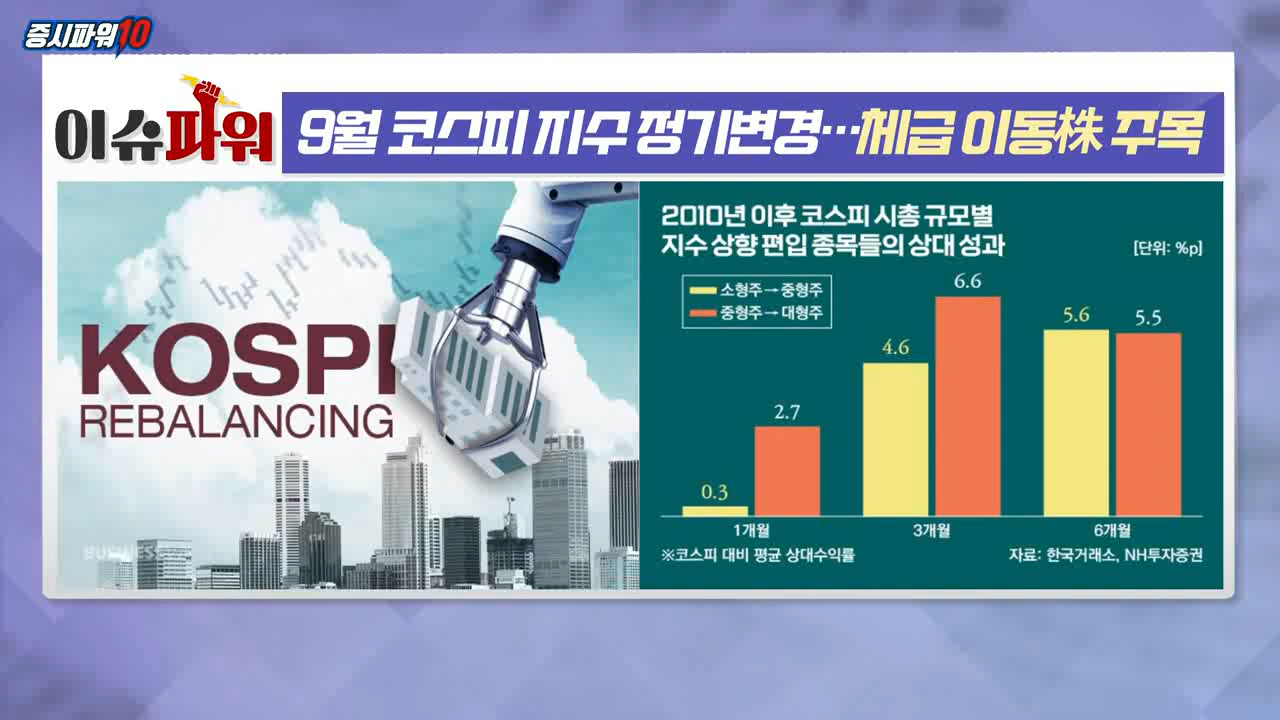 증시파워10
이슈파워
9월 코스피 지수 정기변경…체급 이동株 주목
KOSPI
REBALANCING
BUSINESS
2010년 이후 코스피 시총 규모별
지수 상향 편입 종목들의 상대 성과
[단위: %p]
소형주→중형주
중형주→대형주
0.3
2.7
4.6
6.6
5.6
5.5
1개월
3개월
6개월
※코스피 대비 평균 상대수익률
자료: 한국거래소, NH투자증권